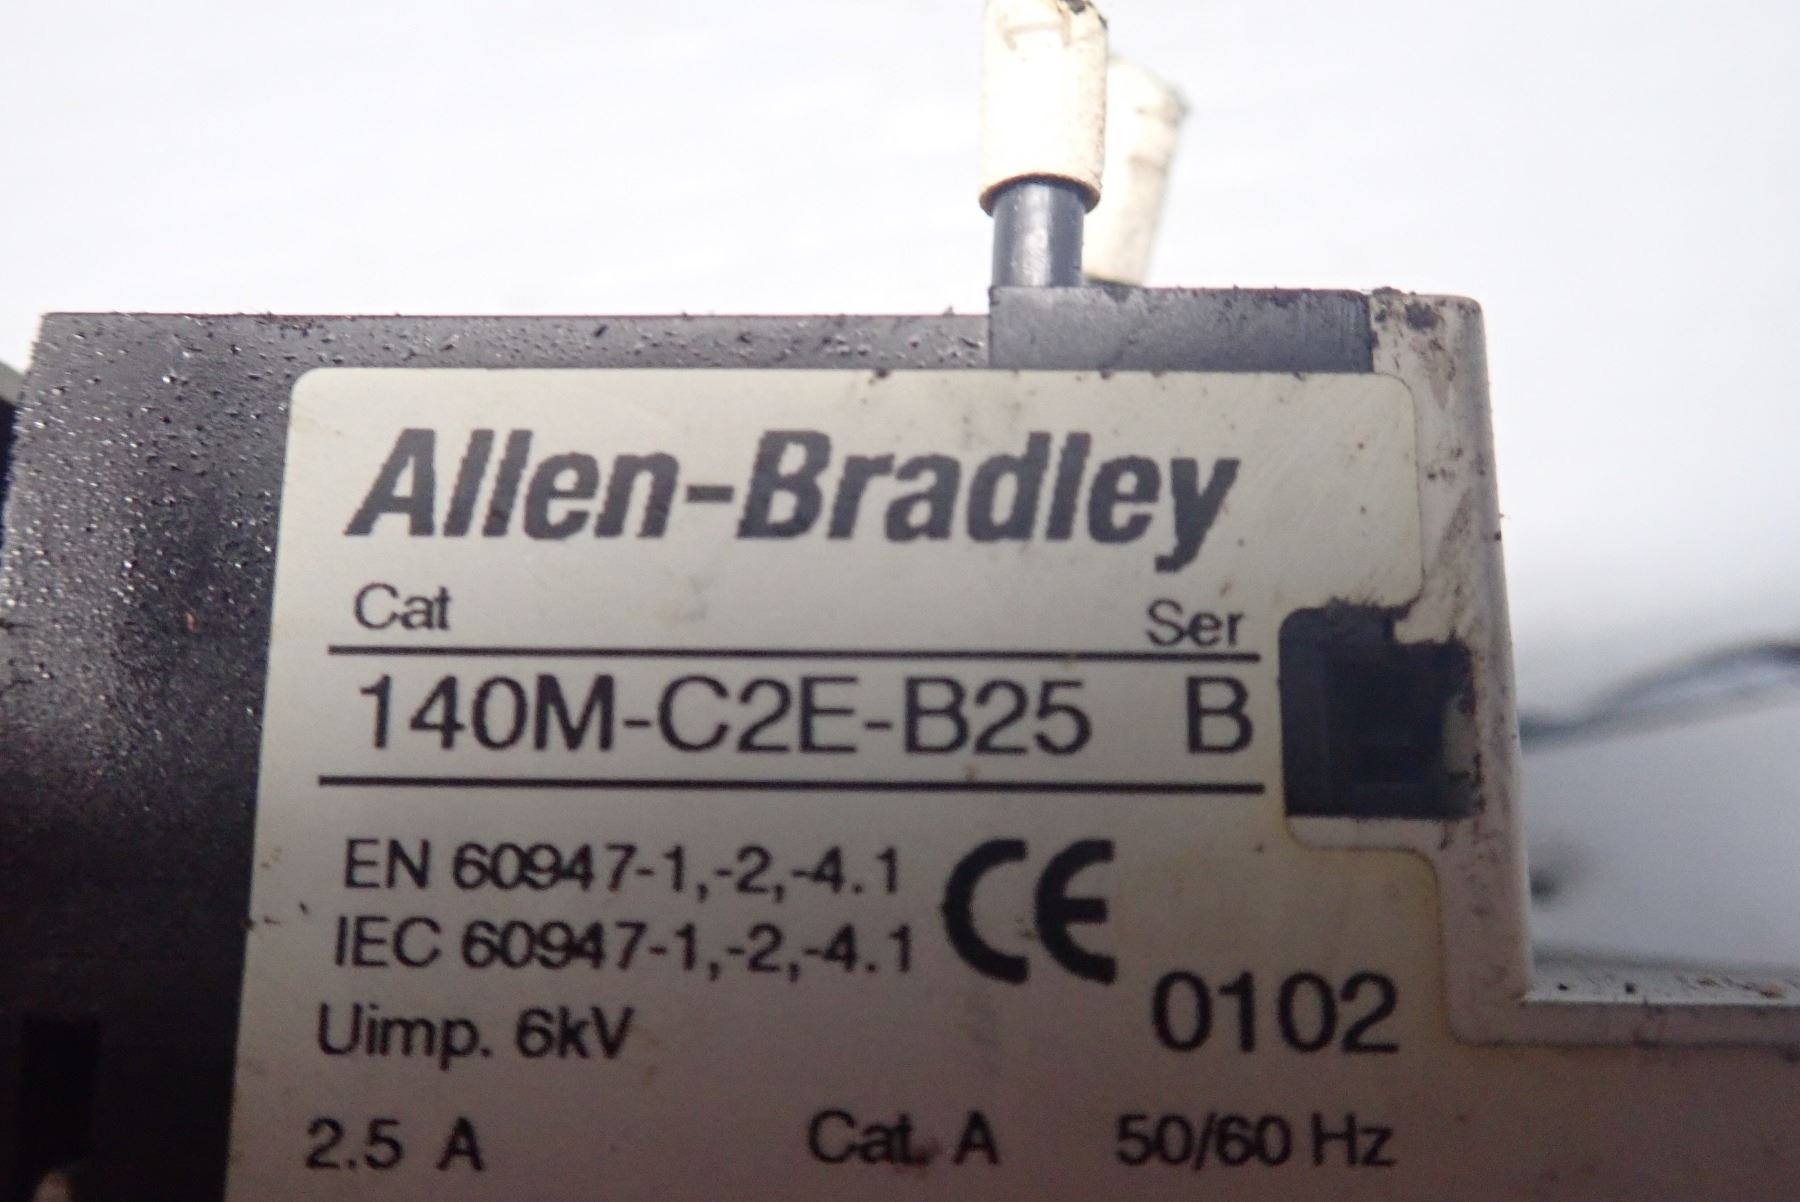 Allen-Bradley
Cat Ser
140M-C2E-B25 B
EN 60947-1,-2,-4.1 CE
IEC 60947-1,-2,-4.1
Uimp. 6kV 0102
2.5 A Cat. A 50/60 Hz